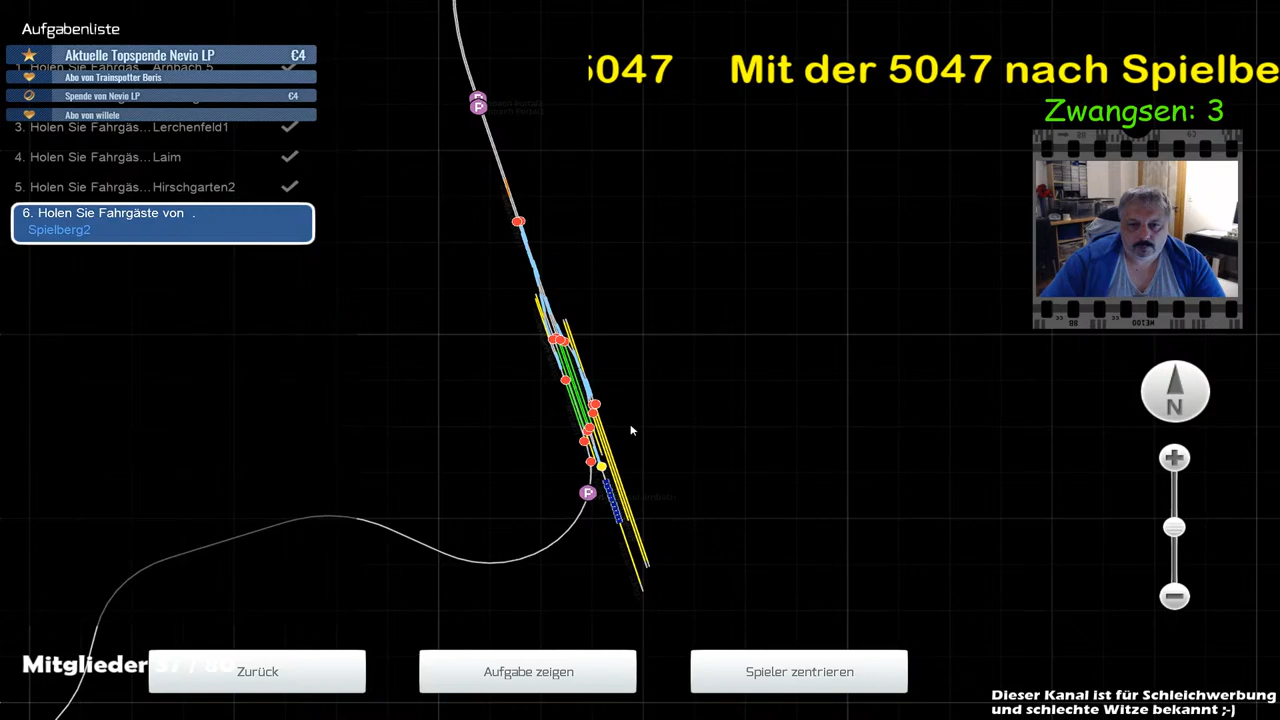 Aufgabenliste
Aktuelle Topspende Nevio LP €4
Abo von Trainspotter Boris
Spende von Nevio LP €4
Abo von willele
3. Holen Sie Fahrgäs...Lerchenfeld1
4. Holen Sie Fahrgäs...Laim
5. Holen Sie Fahrgäs...Hirschgarten2
6. Holen Sie Fahrgäste von .
Spielberg2
5047 Mit der 5047 nach Spielbe
Zwangsen: 3
P
P
N
Mitglieder 37 / 80
Zurück
Aufgabe zeigen
Spieler zentrieren
Dieser Kanal ist für Schleichwerbung
und schlechte Witze bekannt ;-)